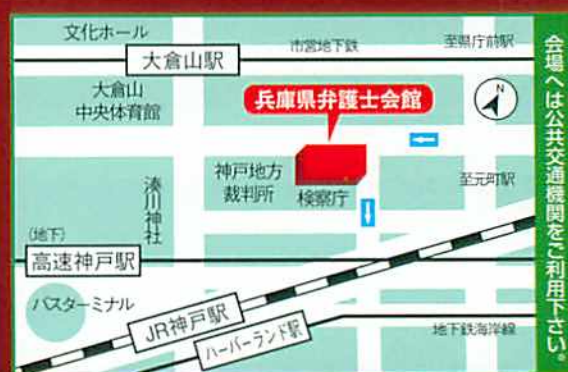 文化ホール
市営地下鉄
至県庁前駅
大倉山駅
大倉山
中央体育館
兵庫県弁護士会館
N
神戸地方
裁判所
検察庁
至元町駅
湊川神社
(地下)
高速神戸駅
バスターミナル
JR神戸駅
ハーバーランド駅
地下鉄海岸線
会場へは公共交通機関をご利用下さい。